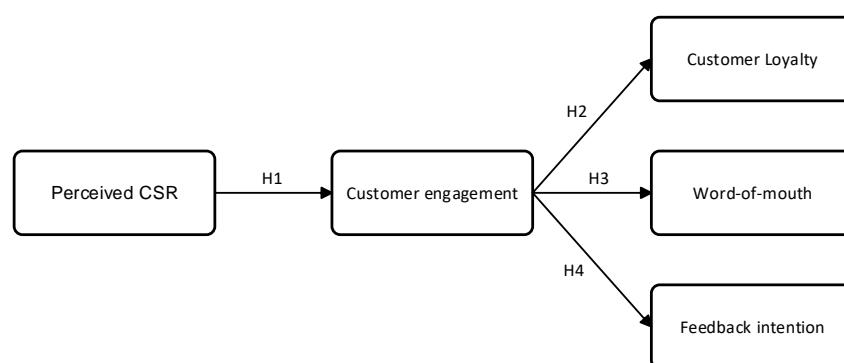 Customer Loyalty
H2
Perceived CSR
H1
Customer engagement
H3
Word-of-mouth
H4
Feedback intention